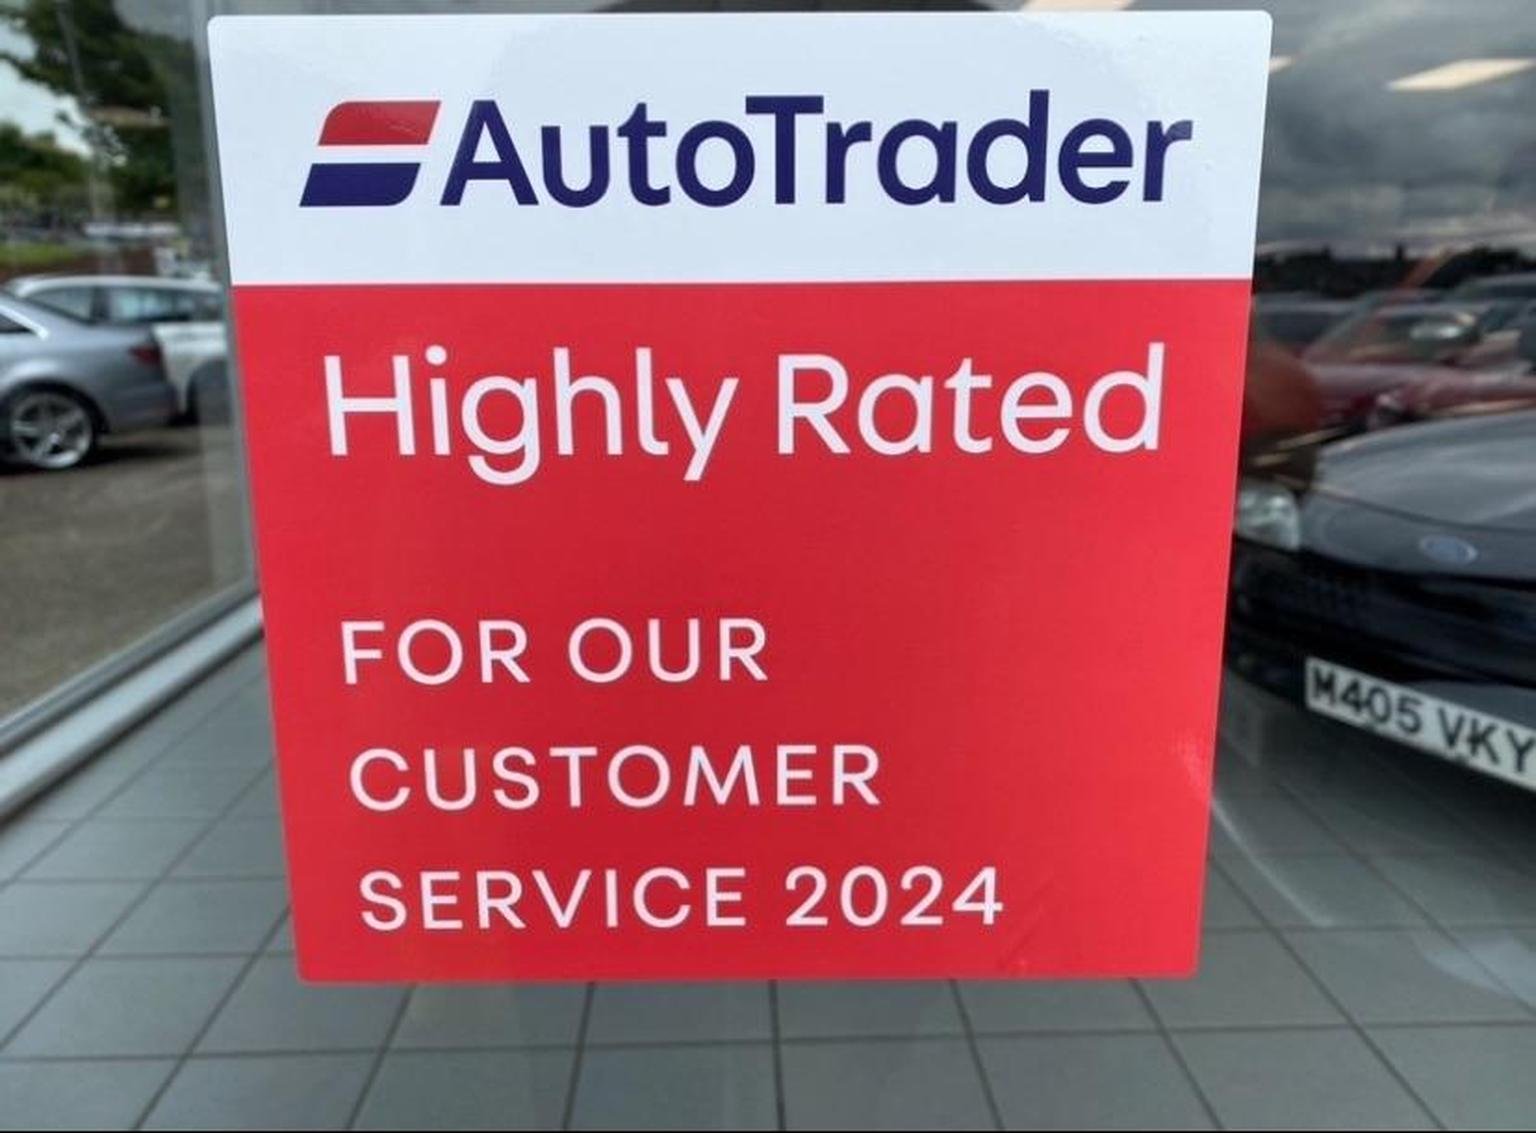 AutoTrader
Highly Rated
FOR OUR
CUSTOMER
SERVICE 2024
M405 VKY